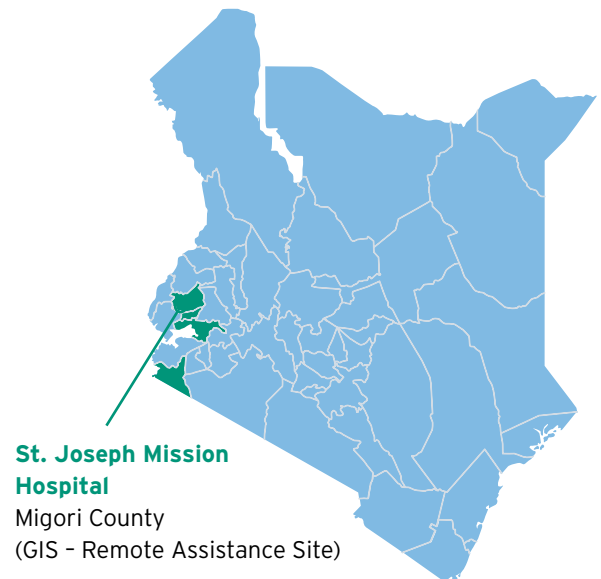 St. Joseph Mission
Hospital
Migori County
(GIS – Remote Assistance Site)